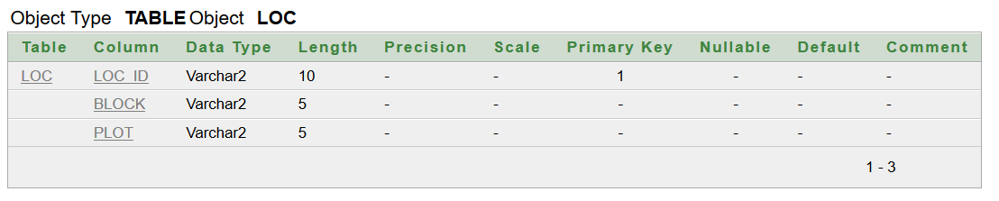 Object Type TABLE Object LOC
Table Column Data Type Length Precision Scale Primary Key Nullable Default Comment
LOC LOC_ID Varchar2 10 - - 1 - - -
BLOCK Varchar2 5 - - - - - -
PLOT Varchar2 5 - - - - - -
1 - 3